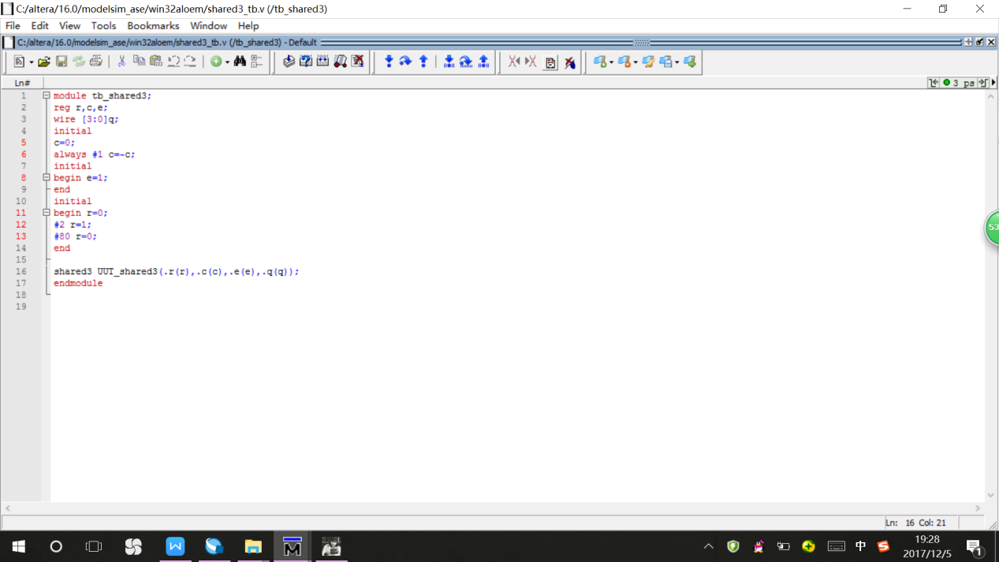 C:/altera/16.0/modelsim_ase/win32aloem/shared3_tb.v (/tb_shared3)
File Edit View Tools Bookmarks Window Help
C:/altera/16.0/modelsim_ase/win32aloem/shared3_tb.v (/tb_shared3) - Default
Ln#
3 ps
1 module tb_shared3;
2 reg r,c,e;
3 wire [3:0]q;
4 initial
5 c=0;
6 always #1 c=~c;
7 initial
8 begin e=1;
9 end
10 initial
11 begin r=0;
12 #2 r=1;
13 #80 r=0;
14 end
15
16 shared3 UUT_shared3(.r(r),.c(c),.e(e),.q(q));
17 endmodule
18
19
53
Ln: 16 Col: 21
中
19:28
2017/12/5
1